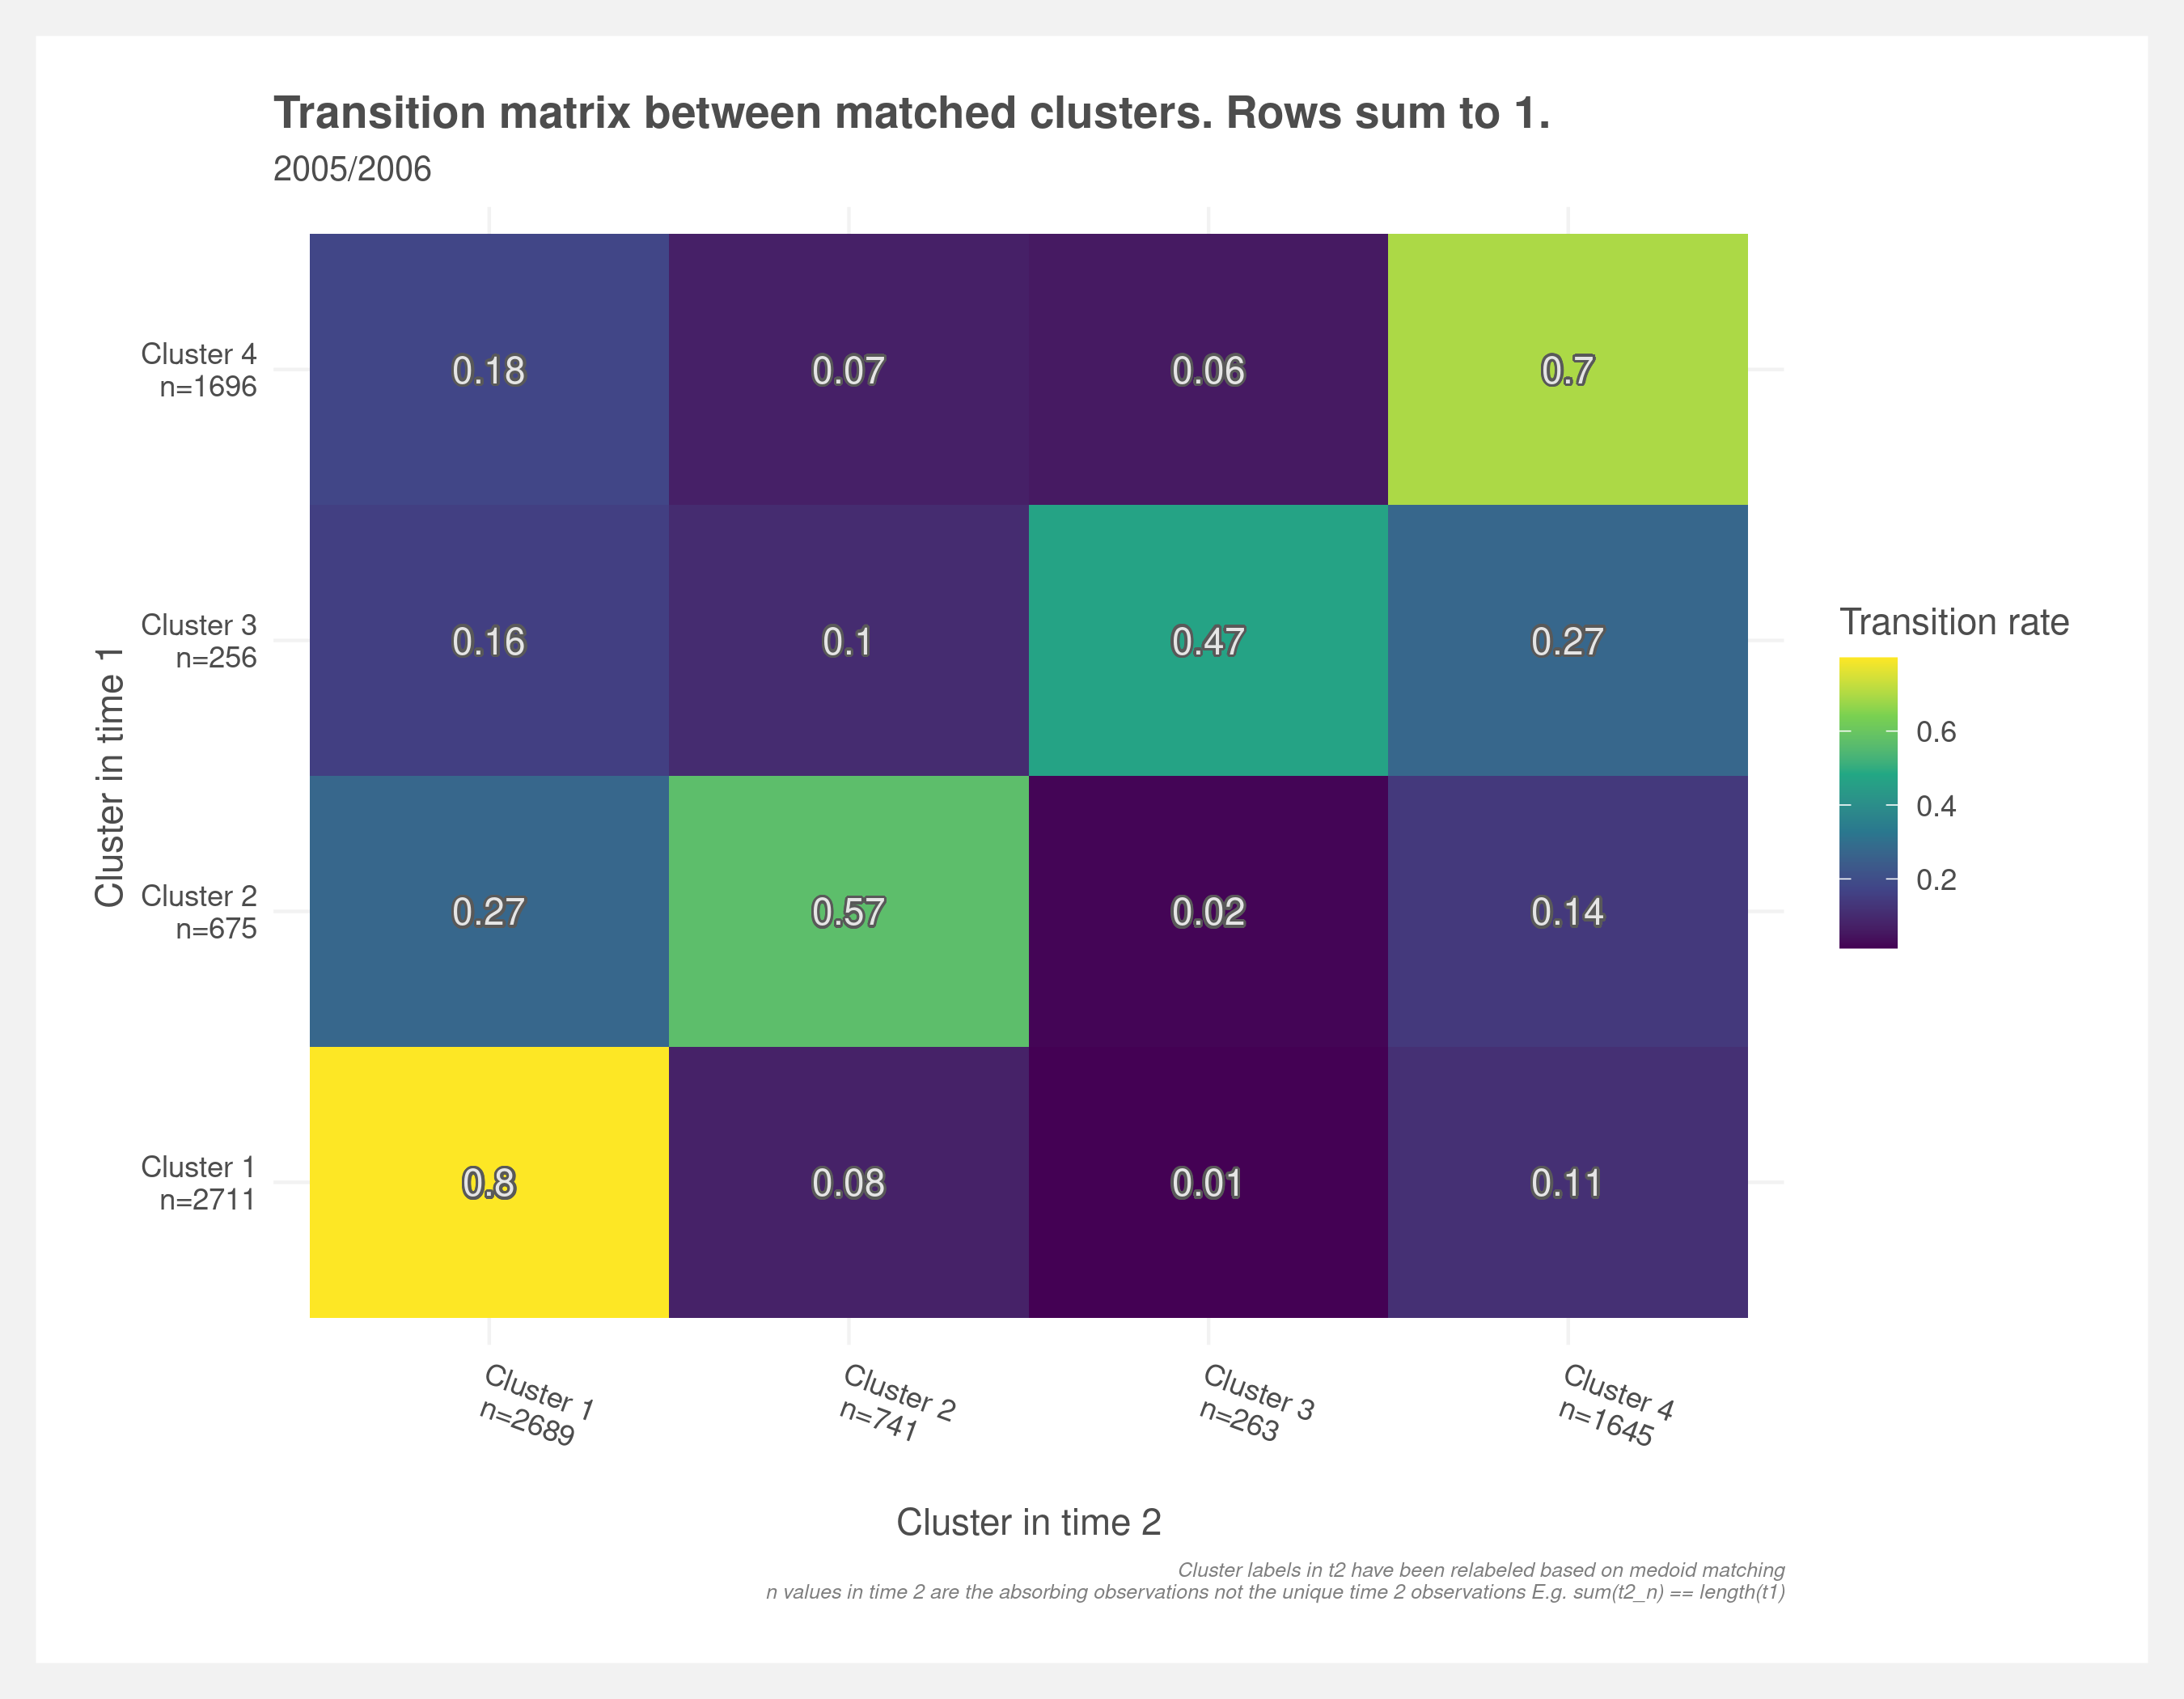 Transition matrix between matched clusters. Rows sum to 1.
2005/2006
Cluster in time 1
Cluster 4
n=1696
0.18 0.07 0.06 0.7
Cluster 3
n=256
0.16 0.1 0.47 0.27
Cluster 2
n=675
0.27 0.57 0.02 0.14
Cluster 1
n=2711
0.8 0.08 0.01 0.11
Cluster 1
n=2689
Cluster 2
n=741
Cluster 3
n=263
Cluster 4
n=1645
Cluster in time 2
Transition rate
0.6
0.4
0.2
Cluster labels in t2 have been relabeled based on medoid matching
n values in time 2 are the absorbing observations not the unique time 2 observations E.g. sum(t2_n) == length(t1)